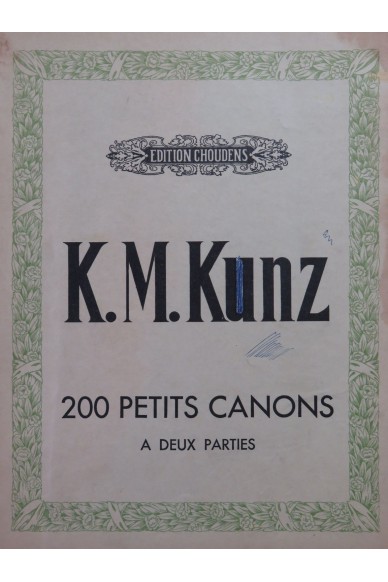 EDITION CHOUDENS
K.M.Kunz
200 PETITS CANONS
A DEUX PARTIES